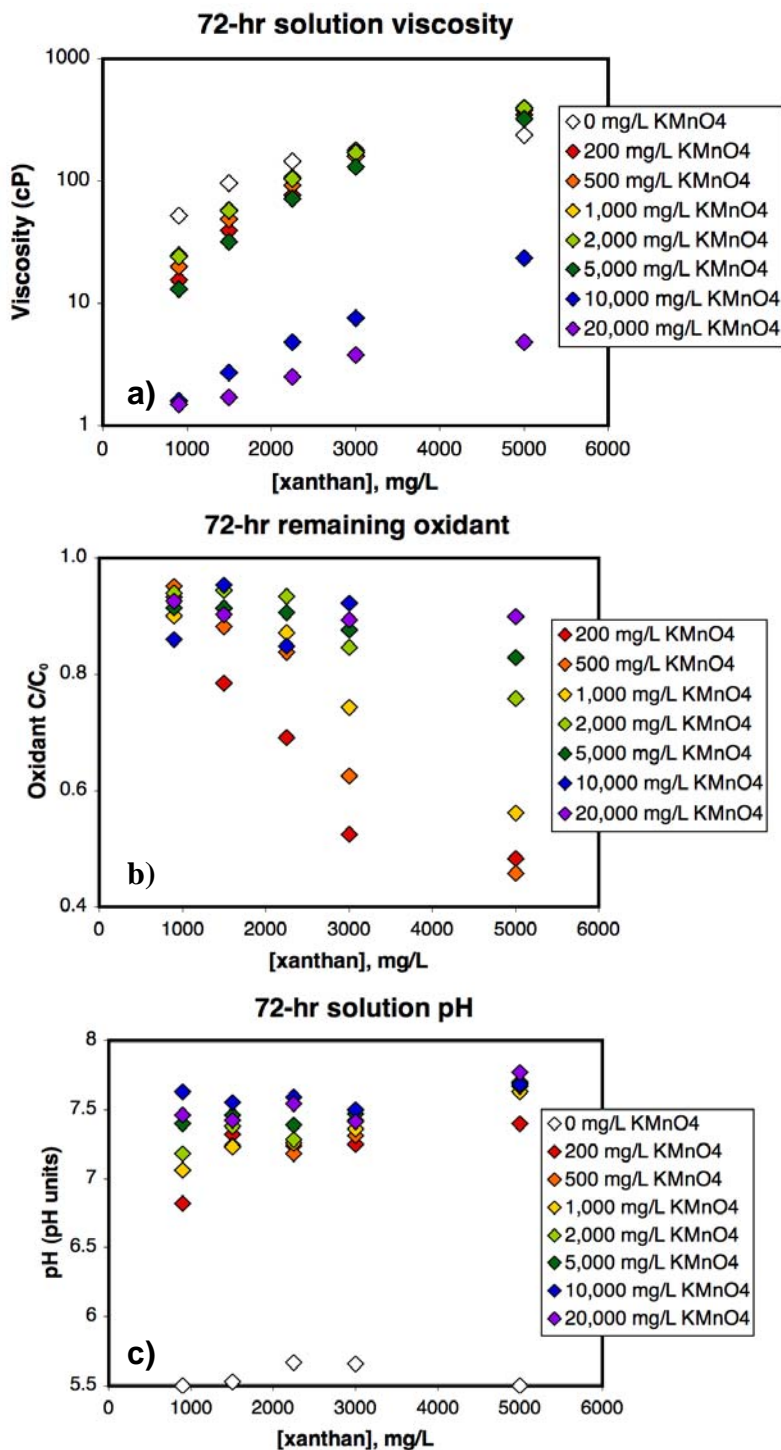 72-hr solution viscosity
1000
100
10
1
Viscosity (cP)
a)
0 1000 2000 3000 4000 5000 6000
[xanthan], mg/L
0 mg/L KMnO4
200 mg/L KMnO4
500 mg/L KMnO4
1,000 mg/L KMnO4
2,000 mg/L KMnO4
5,000 mg/L KMnO4
10,000 mg/L KMnO4
20,000 mg/L KMnO4
72-hr remaining oxidant
1.0
0.8
0.6
0.4
Oxidant C/C₀
b)
0 1000 2000 3000 4000 5000 6000
[xanthan], mg/L
200 mg/L KMnO4
500 mg/L KMnO4
1,000 mg/L KMnO4
2,000 mg/L KMnO4
5,000 mg/L KMnO4
10,000 mg/L KMnO4
20,000 mg/L KMnO4
72-hr solution pH
8
7.5
7
6.5
6
5.5
pH (pH units)
c)
0 1000 2000 3000 4000 5000 6000
[xanthan], mg/L
0 mg/L KMnO4
200 mg/L KMnO4
500 mg/L KMnO4
1,000 mg/L KMnO4
2,000 mg/L KMnO4
5,000 mg/L KMnO4
10,000 mg/L KMnO4
20,000 mg/L KMnO4